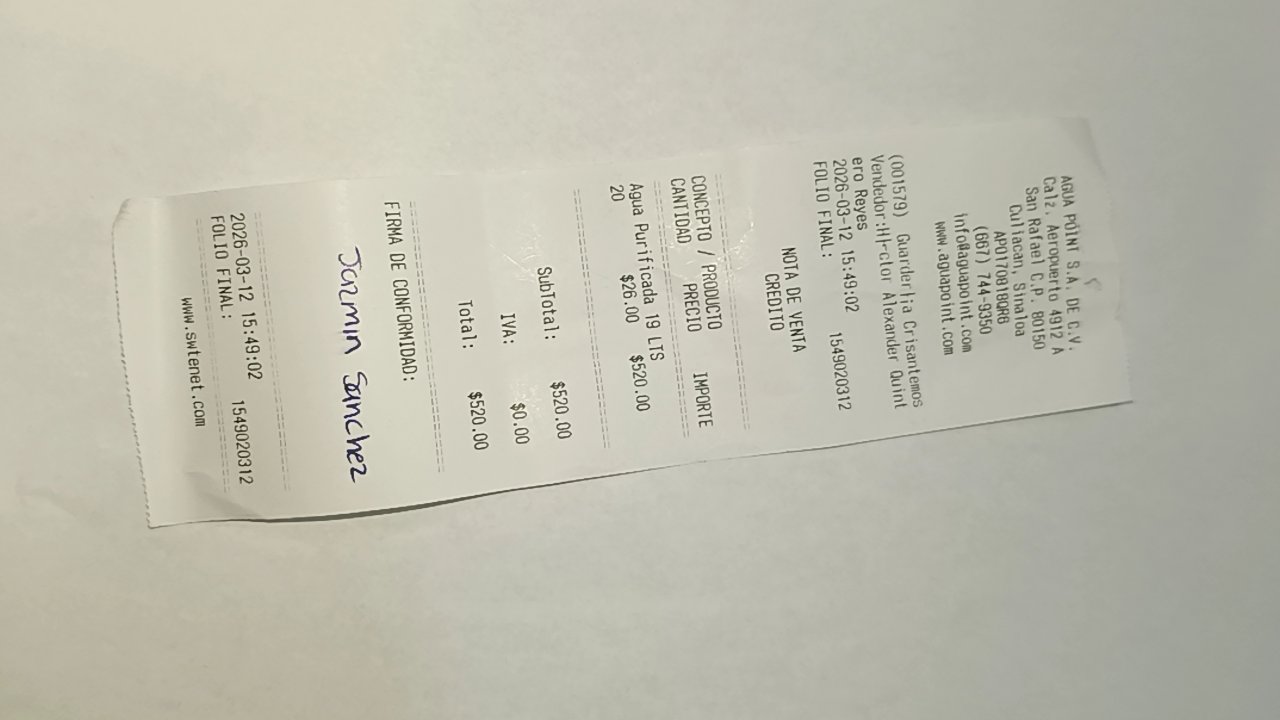 AGUA POINT S.A. DE C.V.
Calz. Aeropuerto 4912 A
San Rafael C.P. 80150
Culiacan, Sinaloa
APO170818QR6
(667) 744-9350
info@aguapoint.com
www.aguapoint.com
(001579) Guarderlia Crisantemos
Vendedor:H|-ctor Alexander Quint
ero Reyes
2026-03-12 15:49:02
FOLIO FINAL: 1549020312
NOTA DE VENTA
CREDITO
CONCEPTO / PRODUCTO
CANTIDAD PRECIO IMPORTE
Agua Purificada 19 LTS
20 $26.00 $520.00
SubTotal: $520.00
IVA: $0.00
Total: $520.00
FIRMA DE CONFORMIDAD:
Jazmin Sanchez
2026-03-12 15:49:02
FOLIO FINAL: 1549020312
www.swtenet.com